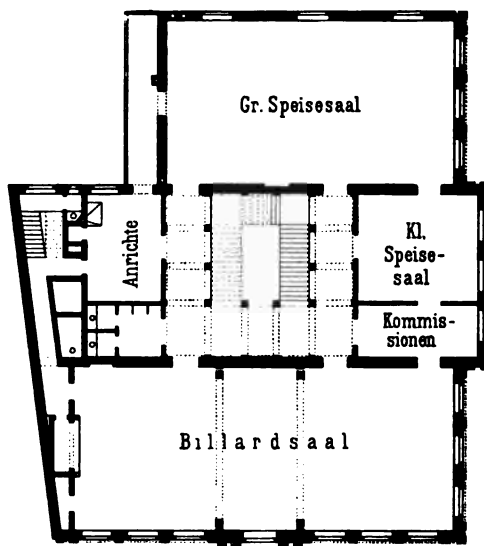 Gr. Speisesaal
Anrichte
Kl.
Speise-
saal
Kommis-
sionen
Billardsaal